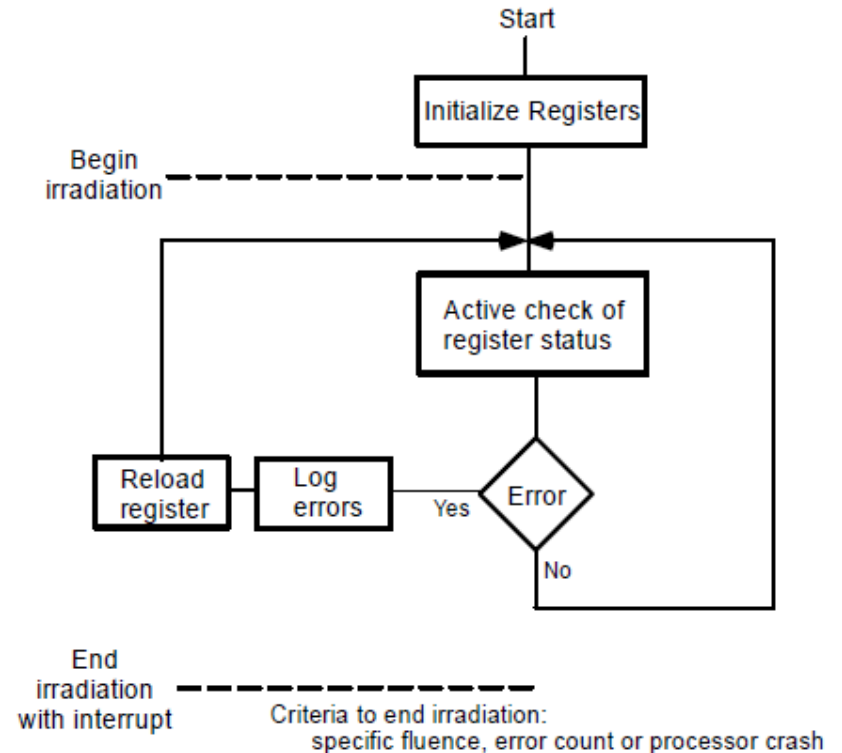 Start
Initialize Registers
Begin
irradiation
Active check of
register status
Reload
register
Log
errors
Yes
Error
No
End
irradiation
with interrupt
Criteria to end irradiation:
specific fluence, error count or processor crash